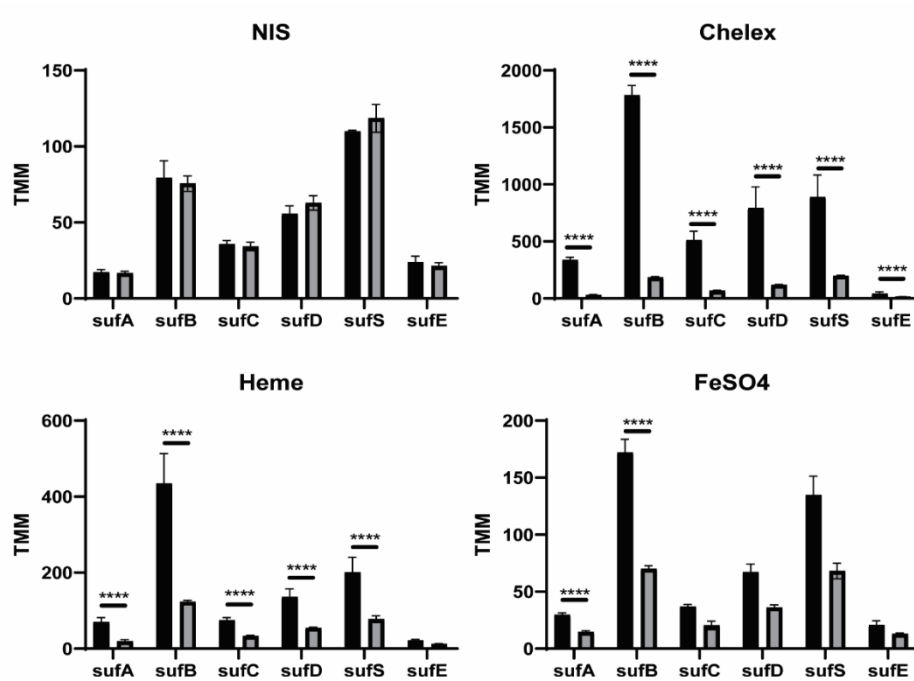 NIS
150
100
50
0
TMM
sufA sufB sufC sufD sufS sufE
Chelex
2000
1500
1000
500
0
TMM
**** **** **** **** **** ****
sufA sufB sufC sufD sufS sufE
Heme
600
400
200
0
TMM
**** **** **** **** ****
sufA sufB sufC sufD sufS sufE
FeSO4
200
150
100
50
0
TMM
**** ****
sufA sufB sufC sufD sufS sufE